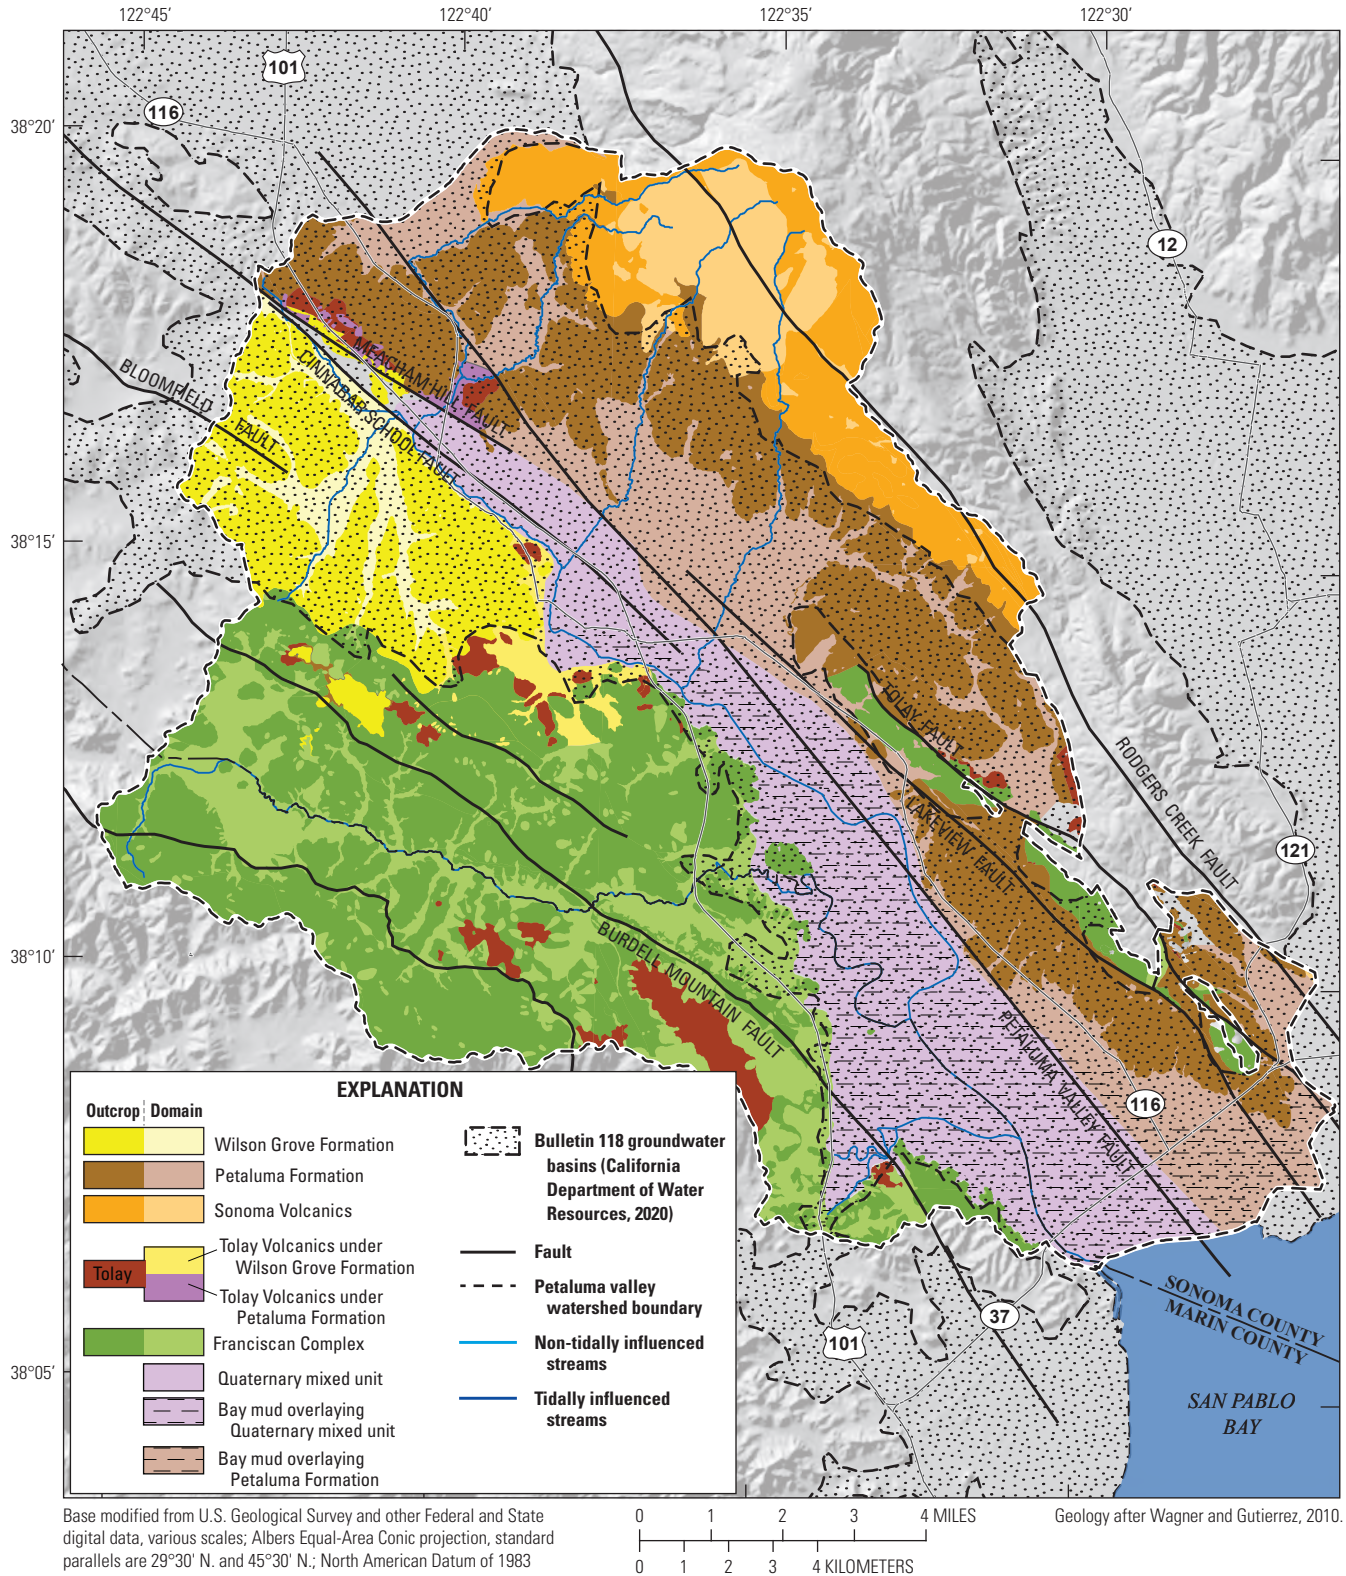 122°45'
122°40'
122°35'
122°30'
101
116
38°20'
12
BLOOMFIELD
FAULT
MEACHAM HILL FAULT
CINNABAR SCHOOL FAULT
38°15'
TOLAY FAULT
RODGERS CREEK FAULT
LAKEVIEW FAULT
121
38°10'
BURDELL MOUNTAIN FAULT
PETALUMA VALLEY FAULT
116
EXPLANATION
Outcrop Domain
Wilson Grove Formation
Petaluma Formation
Sonoma Volcanics
Tolay
Tolay Volcanics under
Wilson Grove Formation
Tolay Volcanics under
Petaluma Formation
Franciscan Complex
Quaternary mixed unit
Bay mud overlaying
Quaternary mixed unit
Bay mud overlaying
Petaluma Formation
Bulletin 118 groundwater
basins (California
Department of Water
Resources, 2020)
Fault
Petaluma valley
watershed boundary
Non-tidally influenced
streams
Tidally influenced
streams
38°05'
101
37
SONOMA COUNTY
MARIN COUNTY
SAN PABLO
BAY
Base modified from U.S. Geological Survey and other Federal and State
digital data, various scales; Albers Equal-Area Conic projection, standard
parallels are 29°30' N. and 45°30' N.; North American Datum of 1983
0 1 2 3 4 MILES
0 1 2 3 4 KILOMETERS
Geology after Wagner and Gutierrez, 2010.